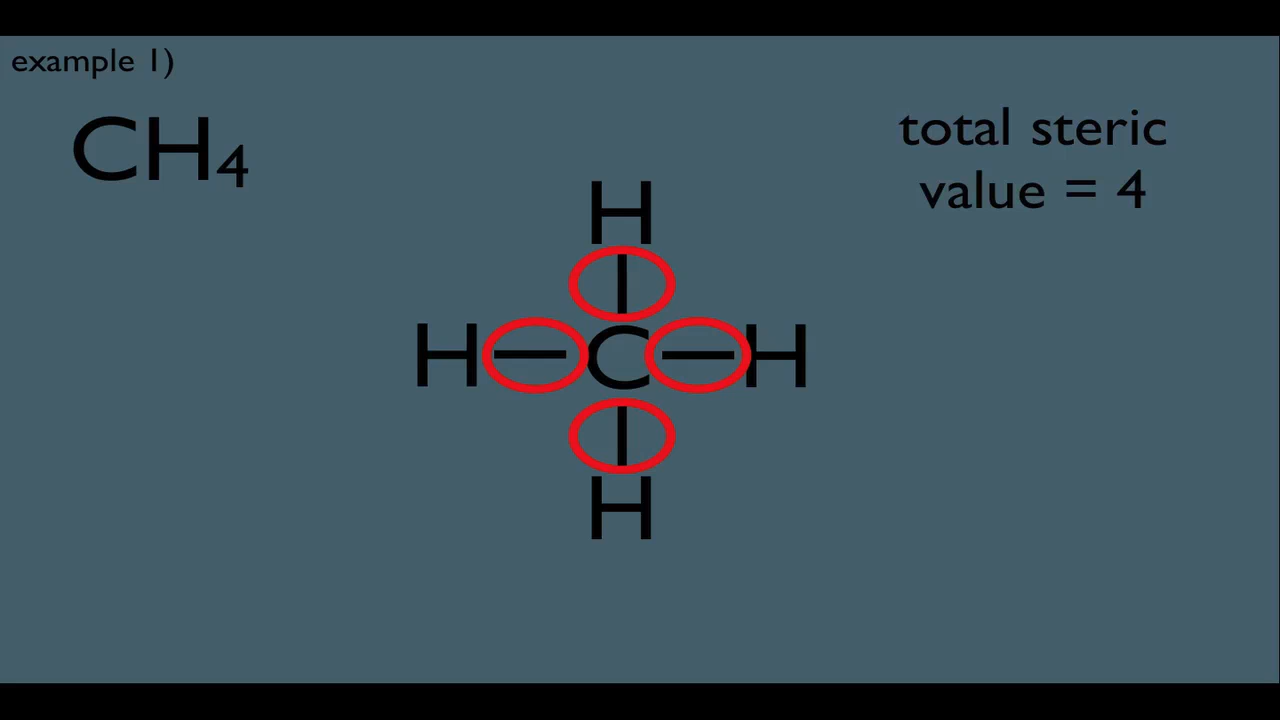 example 1)
CH₄
total steric
value = 4
H
H C H
H